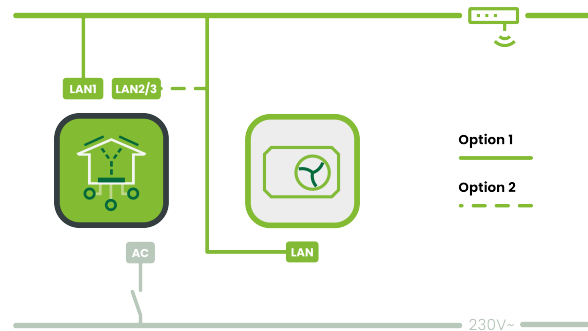 LAN1
LAN2/3
Option 1
Option 2
AC
LAN
230V~